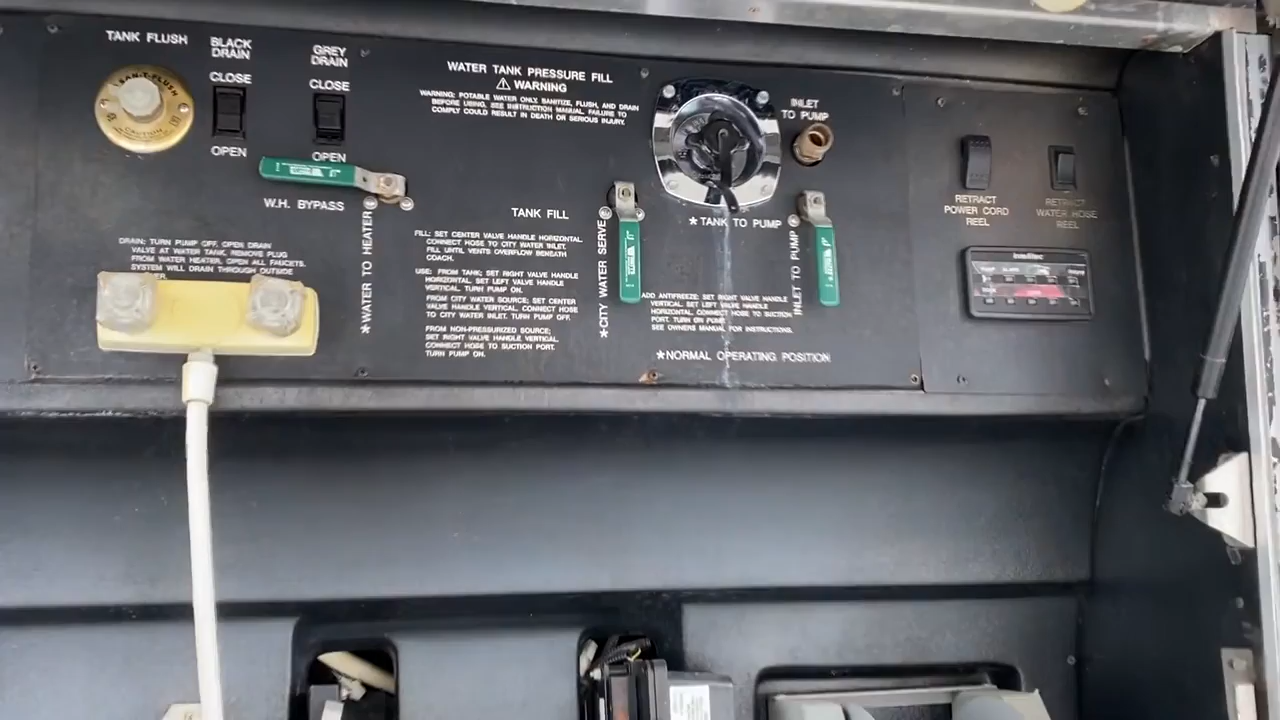 TANK FLUSH
SAN-T-FLUSH
CAUTION
BLACK
DRAIN
CLOSE
OPEN
GREY
DRAIN
CLOSE
OPEN
W.H. BYPASS
*WATER TO HEATER
DRAIN: TURN PUMP OFF, OPEN DRAIN
VALVE AT WATER TANK. REMOVE PLUG
FROM WATER HEATER. OPEN ALL FAUCETS.
SYSTEM WILL DRAIN THROUGH OUTSIDE
WATER TANK PRESSURE FILL
⚠ WARNING
WARNING: POTABLE WATER ONLY. SANITIZE, FLUSH, AND DRAIN
BEFORE USING. SEE INSTRUCTION MANUAL. FAILURE TO
COMPLY COULD RESULT IN DEATH OR SERIOUS INJURY.
TANK FILL
FILL: SET CENTER VALVE HANDLE HORIZONTAL.
CONNECT HOSE TO CITY WATER INLET.
FILL UNTIL VENTS OVERFLOW BENEATH
COACH.
USE: FROM TANK; SET RIGHT VALVE HANDLE
HORIZONTAL. SET LEFT VALVE HANDLE
VERTICAL. TURN PUMP ON.
FROM CITY WATER SOURCE; SET CENTER
VALVE HANDLE VERTICAL. CONNECT HOSE
TO CITY WATER INLET. TURN PUMP OFF.
FROM NON-PRESSURIZED SOURCE;
SET RIGHT VALVE HANDLE VERTICAL.
CONNECT HOSE TO SUCTION PORT.
TURN PUMP ON.
*CITY WATER SERVE
INLET
TO PUMP
*TANK TO PUMP
INLET TO PUMP
ADD ANTIFREEZE: SET RIGHT VALVE HANDLE
VERTICAL. SET LEFT VALVE HANDLE
HORIZONTAL. CONNECT HOSE TO SUCTION
PORT. TURN ON PUMP.
SEE OWNERS MANUAL FOR INSTRUCTIONS.
*NORMAL OPERATING POSITION
RETRACT
POWER CORD
REEL
RETRACT
WATER HOSE
REEL
Intellitec